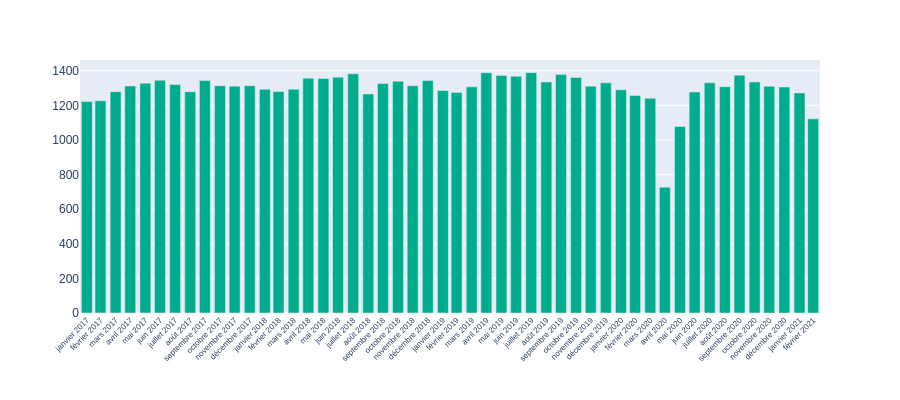 1400
1200
1000
800
600
400
200
0
janvier 2017
février 2017
mars 2017
avril 2017
mai 2017
juin 2017
juillet 2017
août 2017
septembre 2017
octobre 2017
novembre 2017
décembre 2017
janvier 2018
février 2018
mars 2018
avril 2018
mai 2018
juin 2018
juillet 2018
août 2018
septembre 2018
octobre 2018
novembre 2018
décembre 2018
janvier 2019
février 2019
mars 2019
avril 2019
mai 2019
juin 2019
juillet 2019
août 2019
septembre 2019
octobre 2019
novembre 2019
décembre 2019
janvier 2020
février 2020
mars 2020
avril 2020
mai 2020
juin 2020
juillet 2020
août 2020
septembre 2020
octobre 2020
novembre 2020
décembre 2020
janvier 2021
février 2021